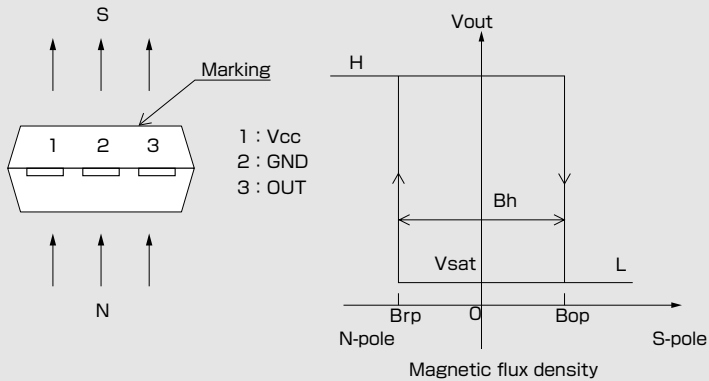 S
Marking
1 2 3
1 : Vcc
2 : GND
3 : OUT
N
Vout
H
Bh
Vsat
L
Brp
0
Bop
N-pole
S-pole
Magnetic flux density